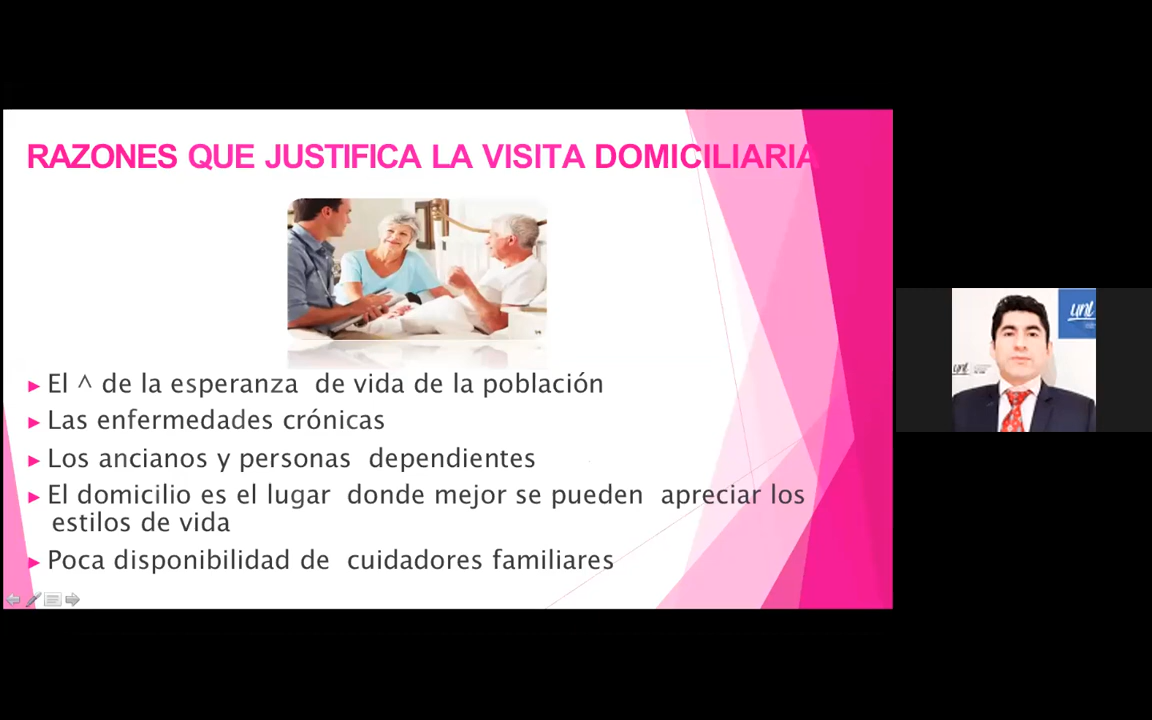 RAZONES QUE JUSTIFICA LA VISITA DOMICILIARIA
► El ^ de la esperanza de vida de la población
► Las enfermedades crónicas
► Los ancianos y personas dependientes
► El domicilio es el lugar donde mejor se pueden apreciar los
estilos de vida
► Poca disponibilidad de cuidadores familiares
unl
unl